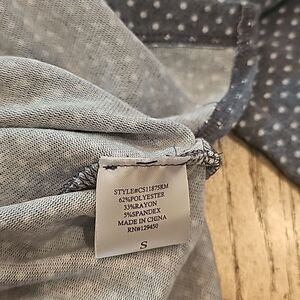 STYLE#CS11875RM
62%POLYESTER
33%RAYON
5%SPANDEX
MADE IN CHINA
RN#129450
S